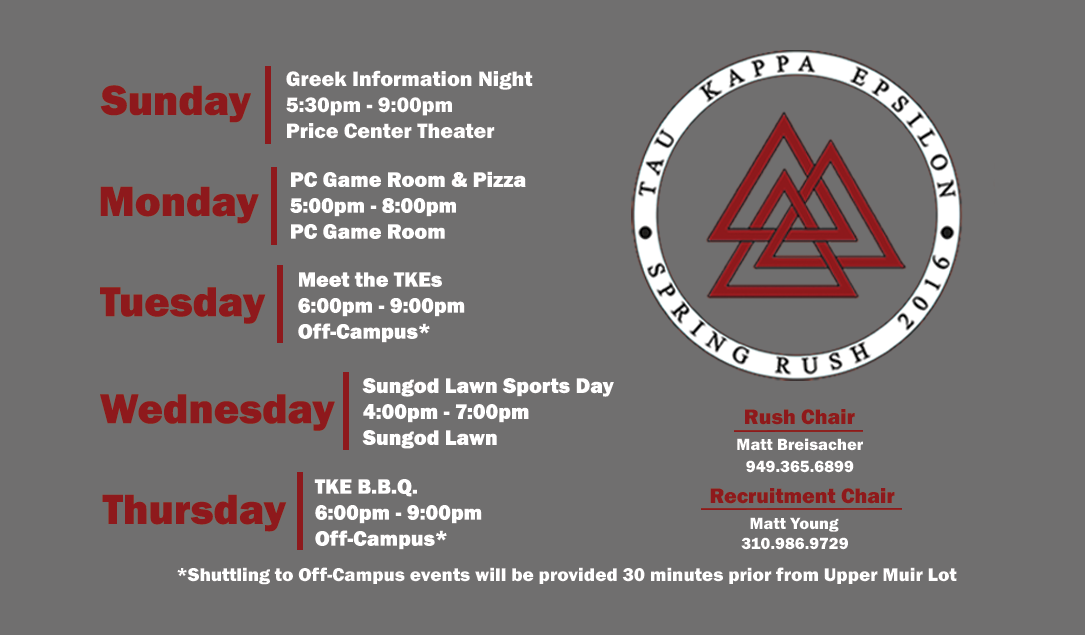 Sunday
Greek Information Night
5:30pm - 9:00pm
Price Center Theater
Monday
PC Game Room & Pizza
5:00pm - 8:00pm
PC Game Room
Tuesday
Meet the TKEs
6:00pm - 9:00pm
Off-Campus*
Wednesday
Sungod Lawn Sports Day
4:00pm - 7:00pm
Sungod Lawn
Thursday
TKE B.B.Q.
6:00pm - 9:00pm
Off-Campus*
TAU KAPPA EPSILON
SPRING RUSH 2016
Rush Chair
Matt Breisacher
949.365.6899
Recruitment Chair
Matt Young
310.986.9729
*Shuttling to Off-Campus events will be provided 30 minutes prior from Upper Muir Lot